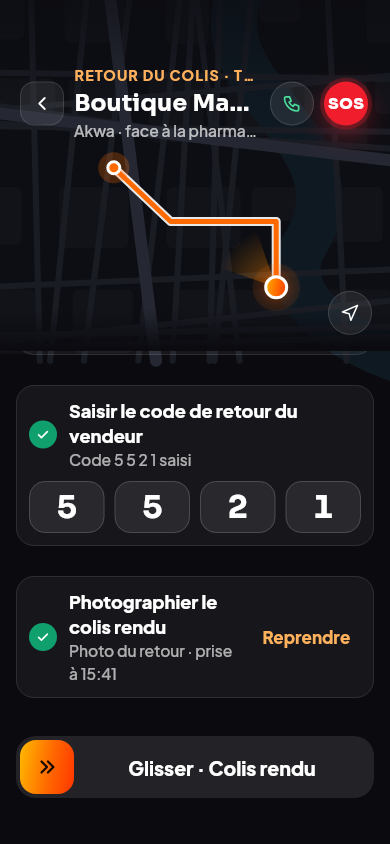 RETOUR DU COLIS · T…
Boutique Ma…
Akwa · face à la pharma…
SOS
Saisir le code de retour du
vendeur
Code 5 5 2 1 saisi
5 5 2 1
Photographier le
colis rendu
Photo du retour · prise
à 15:41
Reprendre
Glisser · Colis rendu